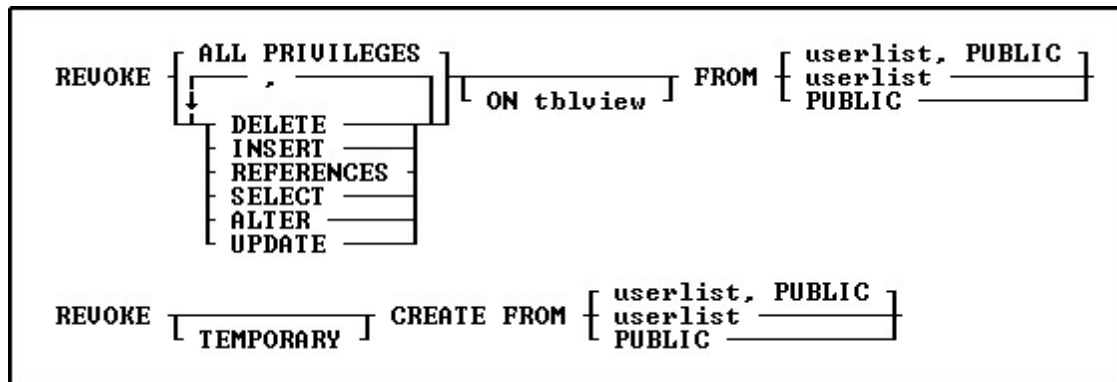 ALL PRIVILEGES
userlist, PUBLIC
REVOKE , FROM userlist
ON tblview PUBLIC
DELETE
INSERT
REFERENCES
SELECT
ALTER
UPDATE
userlist, PUBLIC
REVOKE CREATE FROM userlist
TEMPORARY PUBLIC